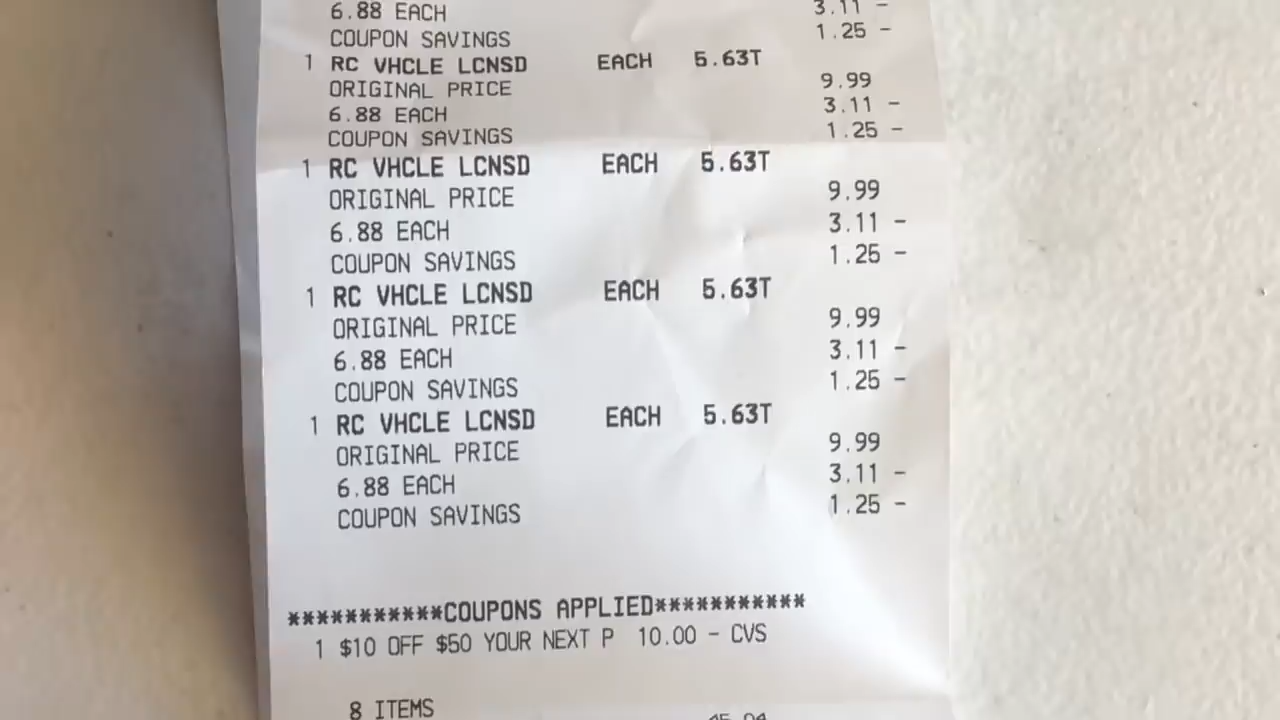 6.88 EACH 3.11 -
COUPON SAVINGS 1.25 -
1 RC VHCLE LCNSD EACH 5.63T
ORIGINAL PRICE 9.99
6.88 EACH 3.11 -
COUPON SAVINGS 1.25 -
1 RC VHCLE LCNSD EACH 5.63T
ORIGINAL PRICE 9.99
6.88 EACH 3.11 -
COUPON SAVINGS 1.25 -
1 RC VHCLE LCNSD EACH 5.63T
ORIGINAL PRICE 9.99
6.88 EACH 3.11 -
COUPON SAVINGS 1.25 -
1 RC VHCLE LCNSD EACH 5.63T
ORIGINAL PRICE 9.99
6.88 EACH 3.11 -
COUPON SAVINGS 1.25 -
***********COUPONS APPLIED***********
1 $10 OFF $50 YOUR NEXT P 10.00 - CVS
8 ITEMS